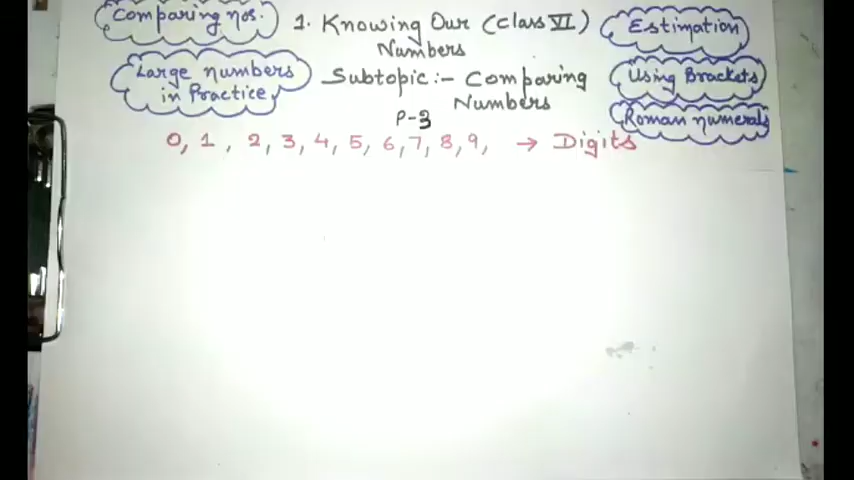 Comparing nos.
1. Knowing Our (Class VI)
Numbers
Estimation
Large numbers
in Practice
Subtopic:- Comparing
Numbers
Using Brackets
P-3
Roman numerals
0, 1, 2, 3, 4, 5, 6, 7, 8, 9, → Digits